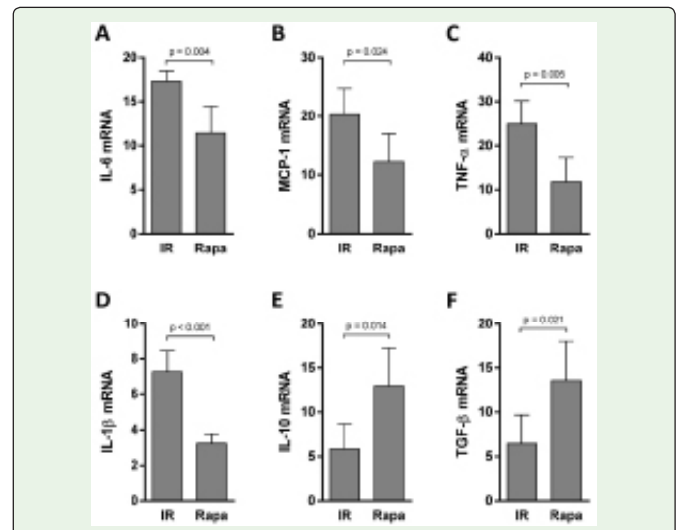 A
B
C
p = 0.004
p = 0.024
p = 0.005
IL-6 mRNA
20
15
10
5
0
IR Rapa
MCP-1 mRNA
30
20
10
0
IR Rapa
TNF-α mRNA
40
30
20
10
0
IR Rapa
D
E
F
p < 0.001
p = 0.014
p = 0.021
IL-1β mRNA
10
8
6
4
2
0
IR Rapa
IL-10 mRNA
20
15
10
5
0
IR Rapa
TGF-β mRNA
20
15
10
5
0
IR Rapa